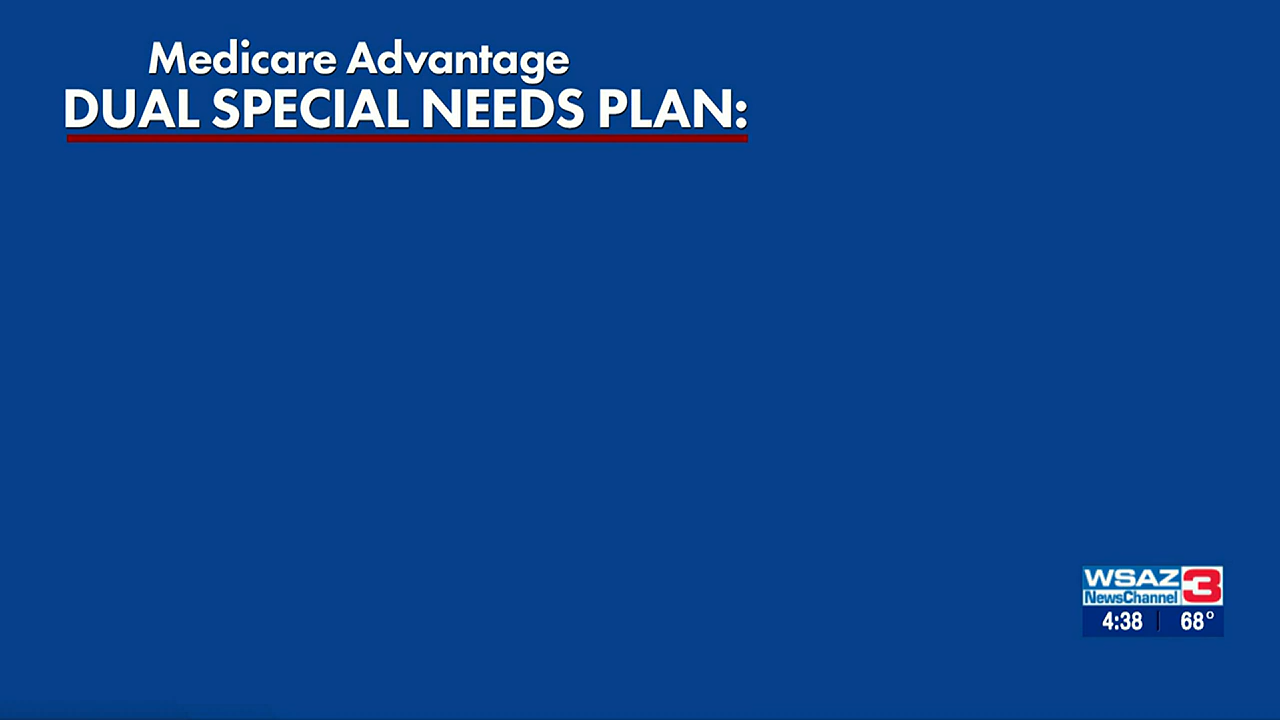 Medicare Advantage
DUAL SPECIAL NEEDS PLAN:
WSAZ 3
NewsChannel
4:38 68°